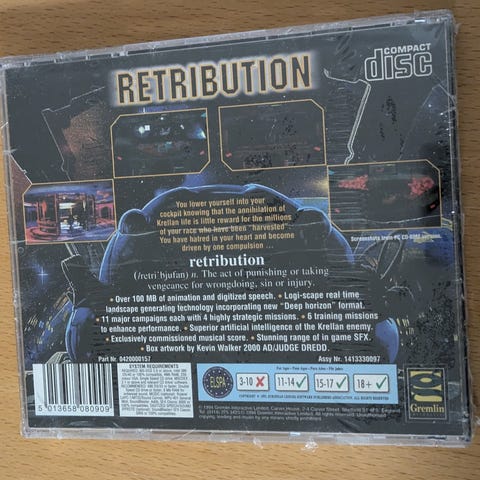 COMPACT
disc
RETRIBUTION
You lower yourself into your
cockpit knowing that the annihilation of
Krellan life is little reward for the millions
of your race who have been "harvested".
You have hatred in your heart and become
driven by one compulsion ...
Screenshots from PC CD-ROM version.
retribution
n. The act of punishing or taking
vengeance for wrongdoing, sin or injury.
• Over 100 MB of animation and digitized speech. • Logi-scape real time
landscape generating technology incorporating new "Deep horizon" format.
• 11 major campaigns each with 4 highly strategic missions. • 6 training missions
to enhance performance. • Superior artificial intelligence of the Krellan enemy.
• Exclusively commissioned musical score. • Stunning range of in game SFX.
• Box artwork by Kevin Walker 2000 AD/JUDGE DREDD.
Part Nr. 0420000157
Assy Nr. 1413330097
SYSTEM REQUIREMENTS
ELSPA
3-10 11-14 15-17 18+
Gremlin
5 013658 080909